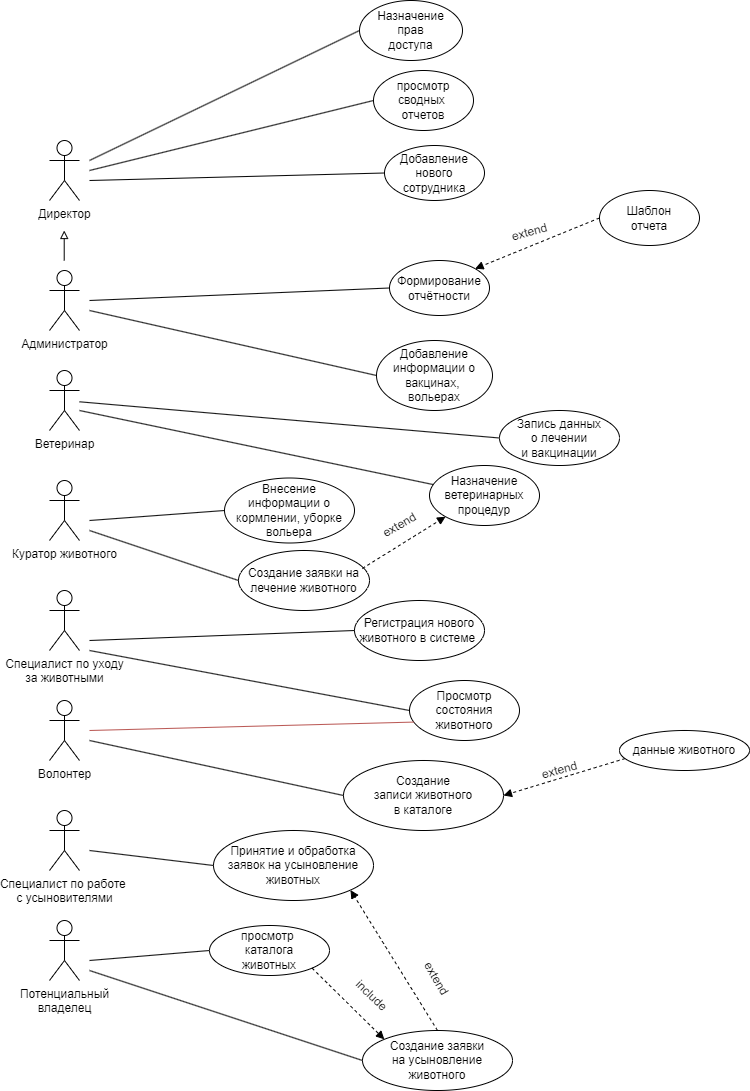 Назначение
прав
доступа
просмотр
сводных
отчетов
Добавление
нового
сотрудника
Директор
Шаблон
отчета
extend
Формирование
отчётности
Администратор
Добавление
информации о
вакцинах,
вольерах
Ветеринар
Запись данных
о лечении
и вакцинации
Назначение
ветеринарных
процедур
Внесение
информации о
кормлении, уборке
вольера
extend
Куратор животного
Создание заявки на
лечение животного
Регистрация нового
животного в системе
Специалист по уходу
за животными
Просмотр
состояния
животного
Волонтер
данные животного
extend
Создание
записи животного
в каталоге
Принятие и обработка
заявок на усыновление
животных
Специалист по работе
с усыновителями
просмотр
каталога
животных
extend
include
Потенциальный
владелец
Создание заявки
на усыновление
животного